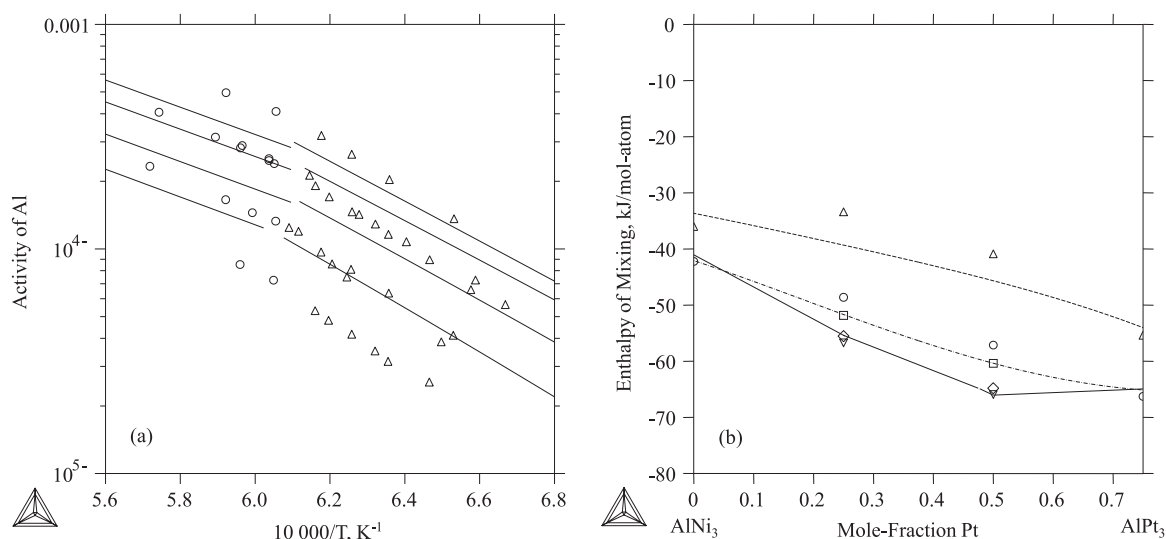 0.001
10⁴⁻
10⁵⁻
Activity of Al
(a)
5.6 5.8 6.0 6.2 6.4 6.6 6.8
10 000/T, K⁻¹
0
-10
-20
-30
-40
-50
-60
-70
-80
Enthalpy of Mixing, kJ/mol-atom
(b)
0 0.1 0.2 0.3 0.4 0.5 0.6 0.7
AlNi₃ Mole-Fraction Pt AlPt₃